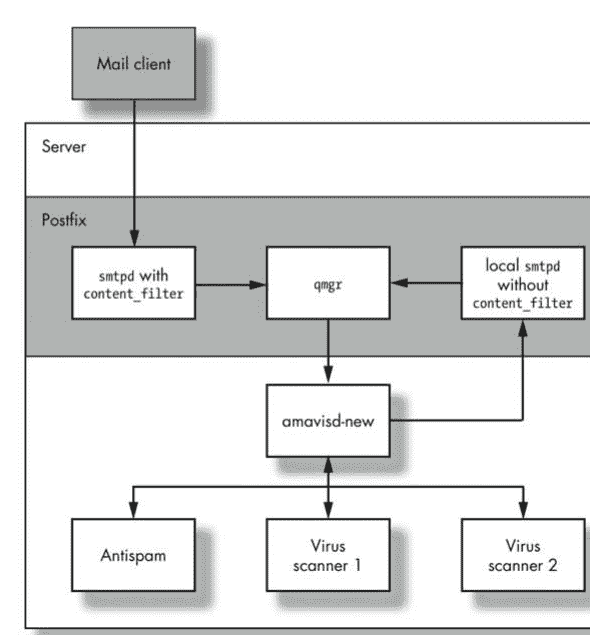 Mail client
Server
Postfix
smtpd with
content_filter
qmgr
local smtpd
without
content_filter
amavisd-new
Antispam
Virus
scanner 1
Virus
scanner 2